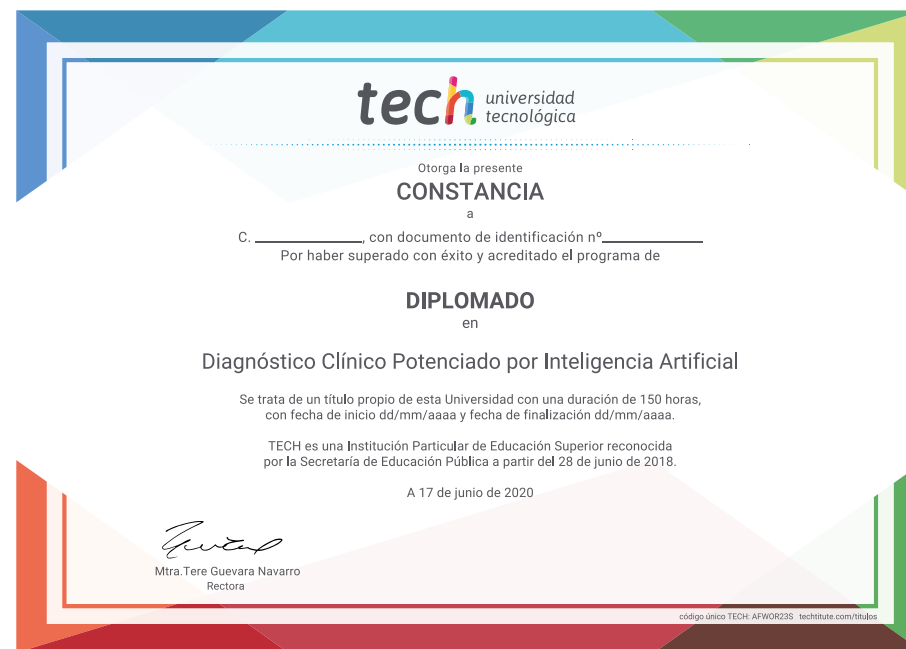 tech universidad
tecnológica
Otorga la presente
CONSTANCIA
a
C. ____________, con documento de identificación nº____________
Por haber superado con éxito y acreditado el programa de
DIPLOMADO
en
Diagnóstico Clínico Potenciado por Inteligencia Artificial
Se trata de un título propio de esta Universidad con una duración de 150 horas,
con fecha de inicio dd/mm/aaaa y fecha de finalización dd/mm/aaaa.
TECH es una Institución Particular de Educación Superior reconocida
por la Secretaría de Educación Pública a partir del 28 de junio de 2018.
A 17 de junio de 2020
Mtra.Tere Guevara Navarro
Rectora
código único TECH: AFWOR23S techtitute.com/titulos